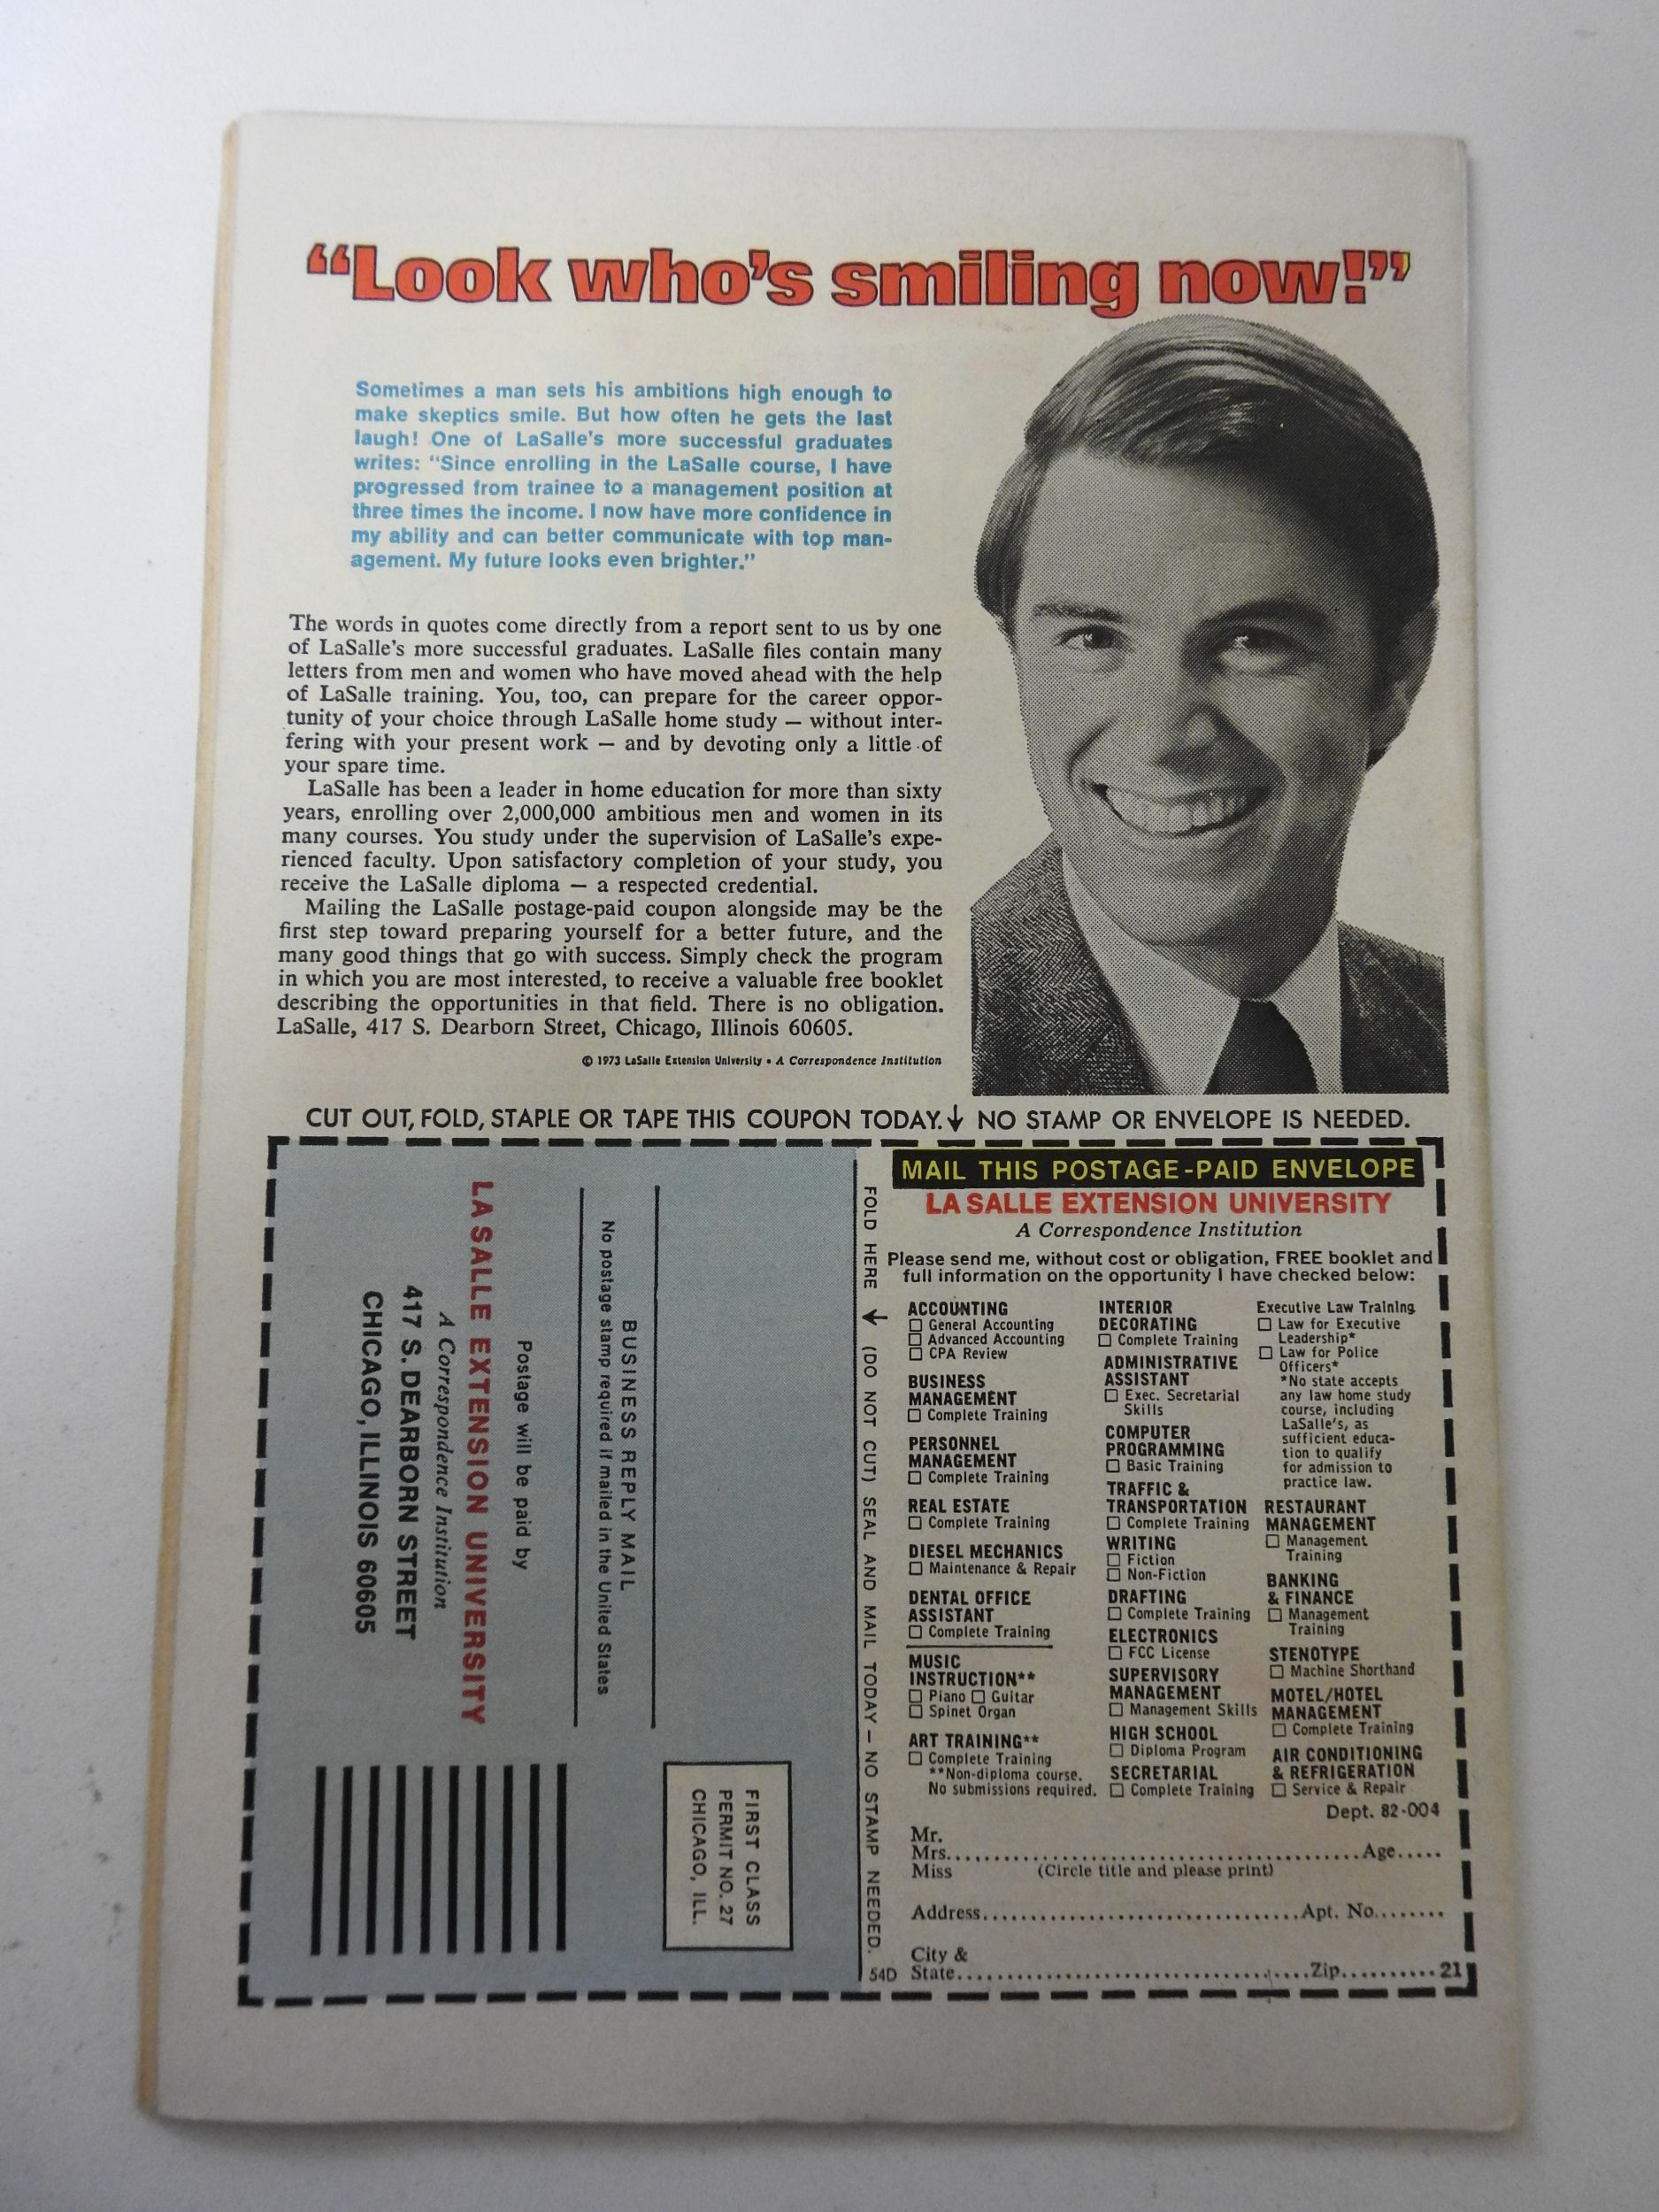 “Look who’s smiling now!”
Sometimes a man sets his ambitions high enough to
make skeptics smile. But how often he gets the last
laugh! One of LaSalle’s more successful graduates
writes: “Since enrolling in the LaSalle course, I have
progressed from trainee to a management position at
three times the income. I now have more confidence in
my ability and can better communicate with top man-
agement. My future looks even brighter.”
The words in quotes come directly from a report sent to us by one
of LaSalle’s more successful graduates. LaSalle files contain many
letters from men and women who have moved ahead with the help
of LaSalle training. You, too, can prepare for the career oppor-
tunity of your choice through LaSalle home study — without inter-
fering with your present work — and by devoting only a little of
your spare time.
LaSalle has been a leader in home education for more than sixty
years, enrolling over 2,000,000 ambitious men and women in its
many courses. You study under the supervision of LaSalle’s expe-
rienced faculty. Upon satisfactory completion of your study, you
receive the LaSalle diploma — a respected credential.
Mailing the LaSalle postage-paid coupon alongside may be the
first step toward preparing yourself for a better future, and the
many good things that go with success. Simply check the program
in which you are most interested, to receive a valuable free booklet
describing the opportunities in that field. There is no obligation.
LaSalle, 417 S. Dearborn Street, Chicago, Illinois 60605.
© 1973 LaSalle Extension University • A Correspondence Institution
CUT OUT, FOLD, STAPLE OR TAPE THIS COUPON TODAY.↓ NO STAMP OR ENVELOPE IS NEEDED.
FIRST CLASS
PERMIT NO. 27
CHICAGO, ILL.
BUSINESS REPLY MAIL
No postage stamp required if mailed in the United States
Postage will be paid by
LA SALLE EXTENSION UNIVERSITY
A Correspondence Institution
417 S. DEARBORN STREET
CHICAGO, ILLINOIS 60605
FOLD HERE ↓ (DO NOT CUT) SEAL AND MAIL TODAY — NO STAMP NEEDED.
54D
MAIL THIS POSTAGE-PAID ENVELOPE
LA SALLE EXTENSION UNIVERSITY
A Correspondence Institution
Please send me, without cost or obligation, FREE booklet and
full information on the opportunity I have checked below:
ACCOUNTING
☐ General Accounting
☐ Advanced Accounting
☐ CPA Review
BUSINESS
MANAGEMENT
☐ Complete Training
PERSONNEL
MANAGEMENT
☐ Complete Training
REAL ESTATE
☐ Complete Training
DIESEL MECHANICS
☐ Maintenance & Repair
DENTAL OFFICE
ASSISTANT
☐ Complete Training
MUSIC
INSTRUCTION**
☐ Piano ☐ Guitar
☐ Spinet Organ
ART TRAINING**
☐ Complete Training
**Non-diploma course.
No submissions required.
INTERIOR
DECORATING
☐ Complete Training
ADMINISTRATIVE
ASSISTANT
☐ Exec. Secretarial
Skills
COMPUTER
PROGRAMMING
☐ Basic Training
TRAFFIC &
TRANSPORTATION
☐ Complete Training
WRITING
☐ Fiction
☐ Non-Fiction
DRAFTING
☐ Complete Training
ELECTRONICS
☐ FCC License
SUPERVISORY
MANAGEMENT
☐ Management Skills
HIGH SCHOOL
☐ Diploma Program
SECRETARIAL
☐ Complete Training
Executive Law Training
☐ Law for Executive
Leadership*
☐ Law for Police
Officers*
*No state accepts
any law home study
course, including
LaSalle’s, as
sufficient educa-
tion to qualify
for admission to
practice law.
RESTAURANT
MANAGEMENT
☐ Management
Training
BANKING
& FINANCE
☐ Management
Training
STENOTYPE
☐ Machine Shorthand
MOTEL/HOTEL
MANAGEMENT
☐ Complete Training
AIR CONDITIONING
& REFRIGERATION
☐ Service & Repair
Dept. 82-004
Mr.
Mrs..........................................Age.....
Miss (Circle title and please print)
Address................................Apt. No........
City &
State....................................Zip..........21